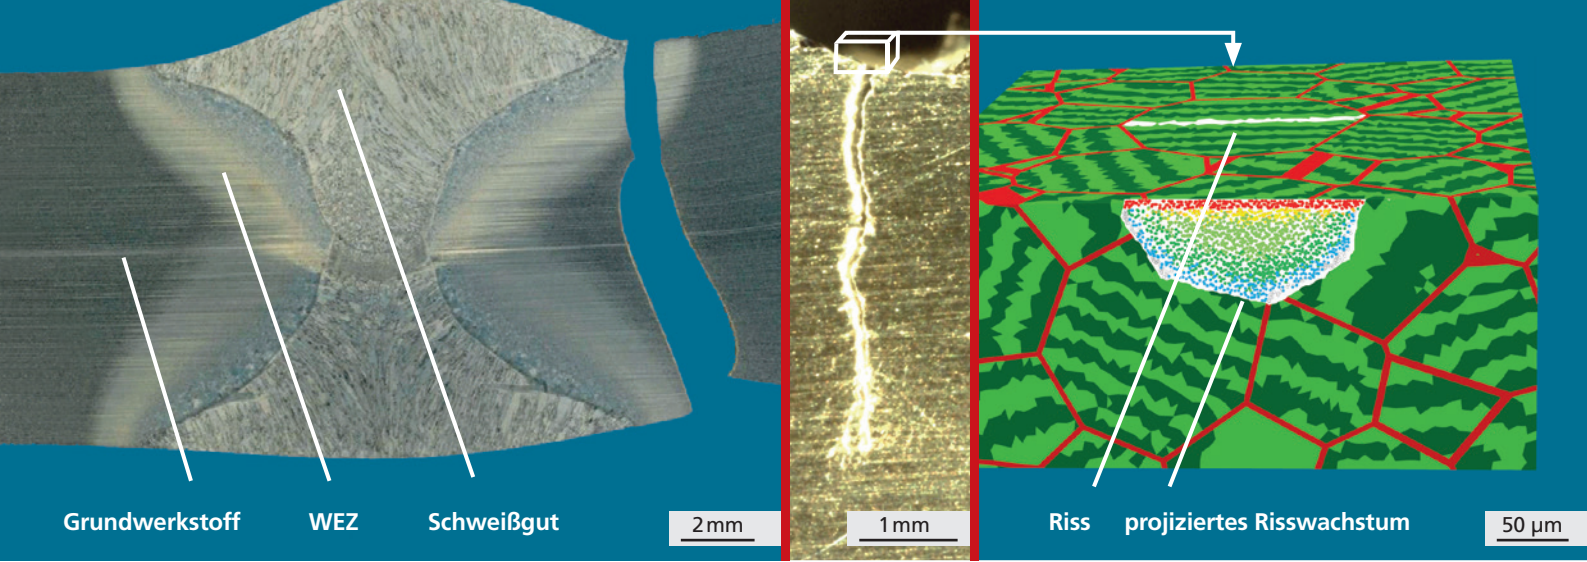 Grundwerkstoff
WEZ
Schweißgut
2 mm
1 mm
Riss
projiziertes Risswachstum
50 µm